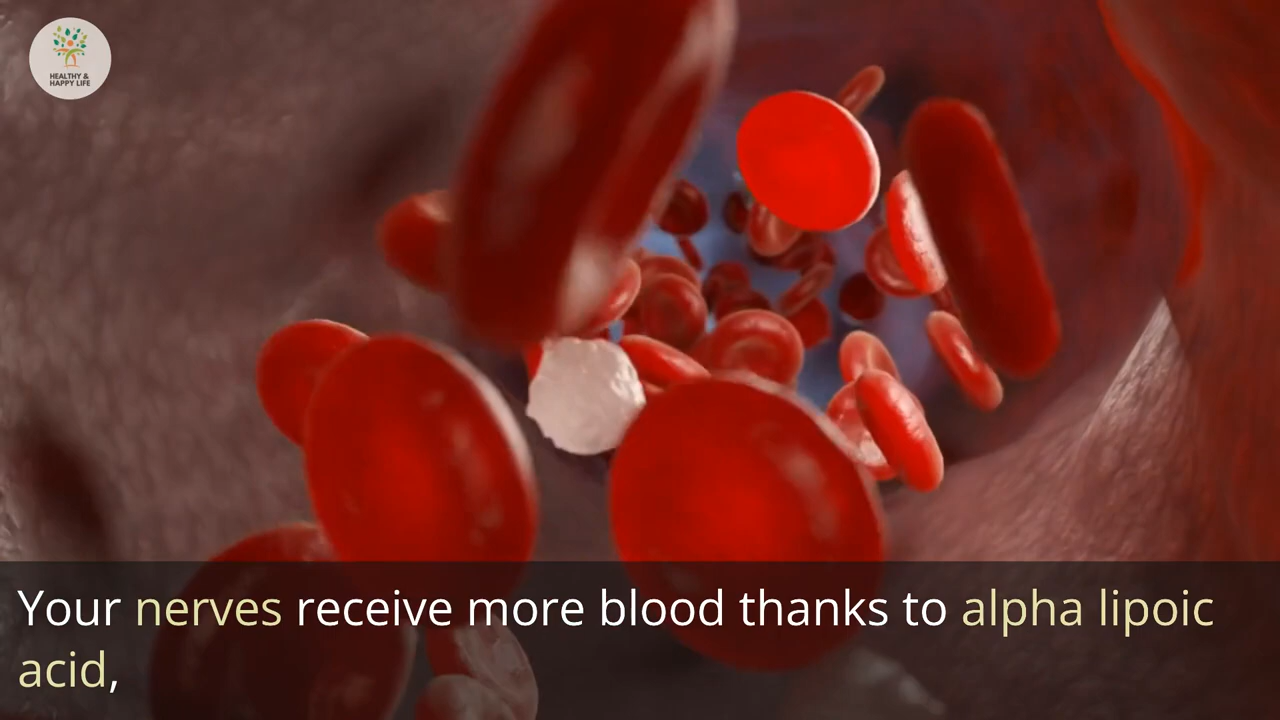 HEALTHY &
HAPPY LIFE
Your nerves receive more blood thanks to alpha lipoic
acid,